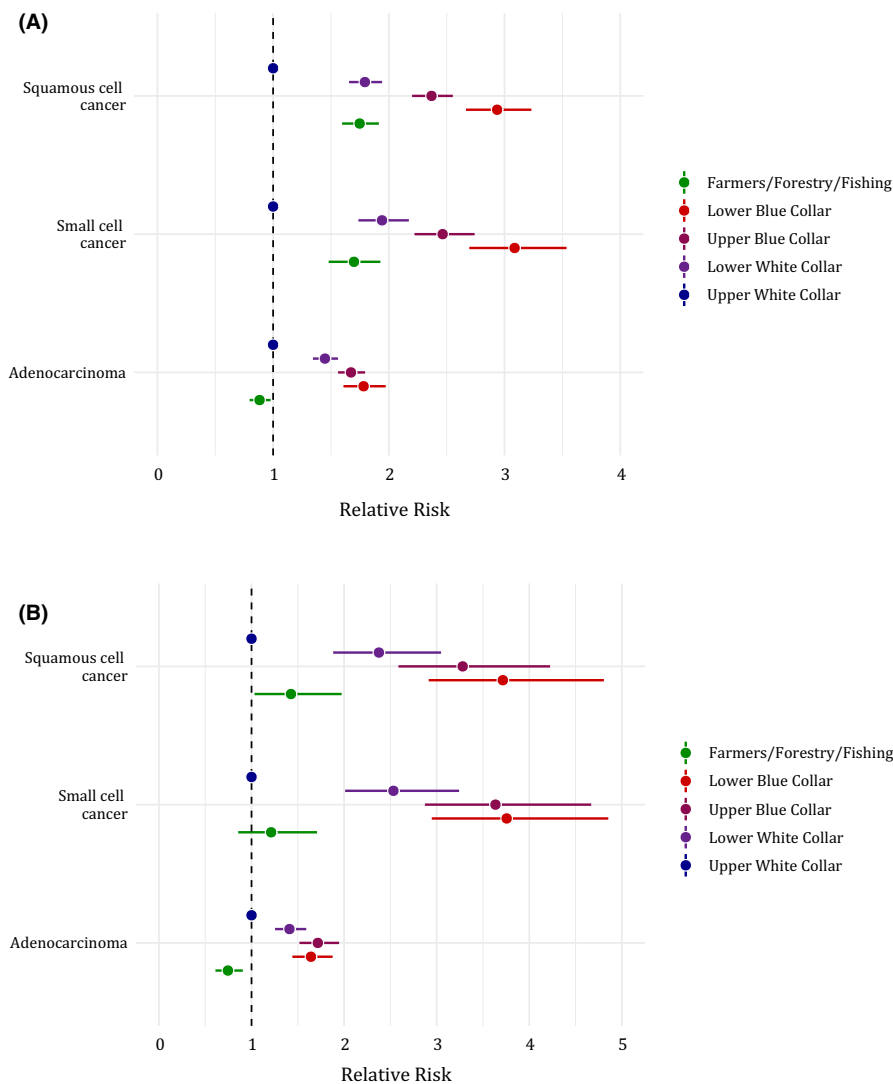 (A)
Squamous cell
cancer
Small cell
cancer
Adenocarcinoma
0 1 2 3 4
Relative Risk
Farmers/Forestry/Fishing
Lower Blue Collar
Upper Blue Collar
Lower White Collar
Upper White Collar
(B)
Squamous cell
cancer
Small cell
cancer
Adenocarcinoma
0 1 2 3 4 5
Relative Risk
Farmers/Forestry/Fishing
Lower Blue Collar
Upper Blue Collar
Lower White Collar
Upper White Collar